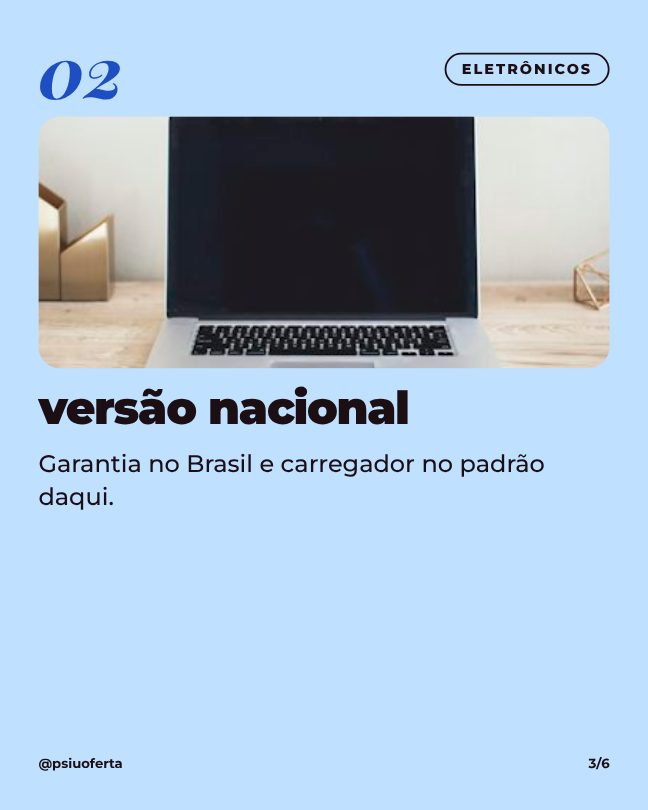 02
ELETRÔNICOS
versão nacional
Garantia no Brasil e carregador no padrão
daqui.
@psiuoferta
3/6